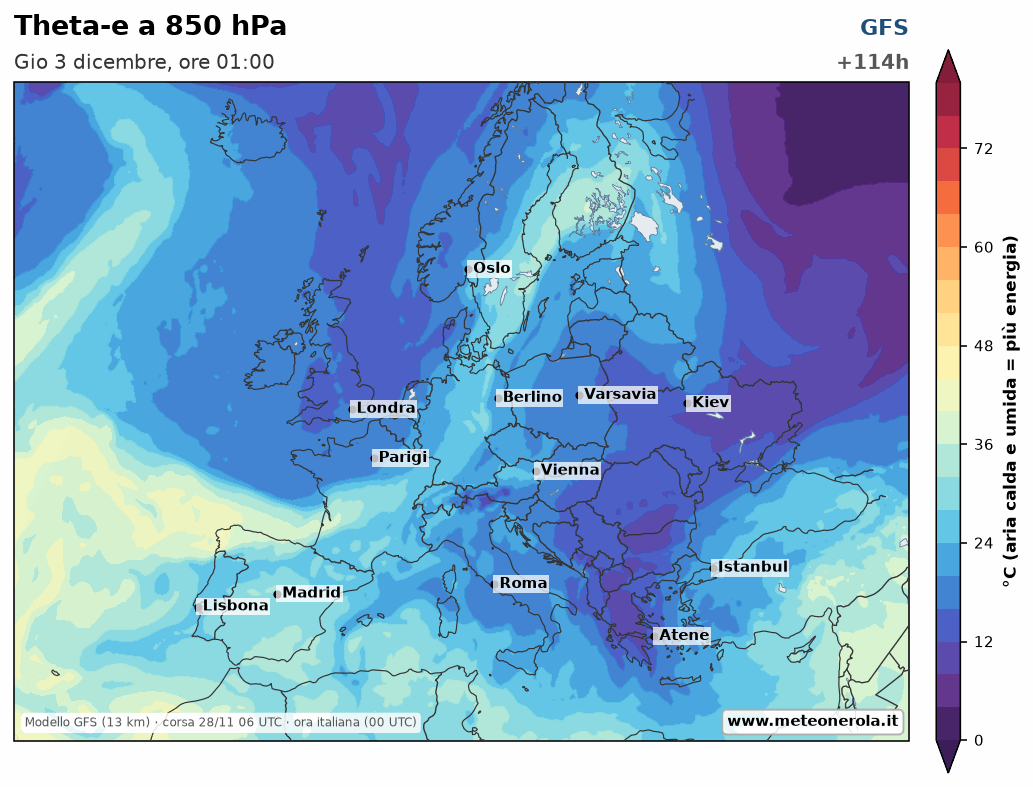 Theta-e a 850 hPa
GFS
Gio 3 dicembre, ore 01:00
+114h
72
60
48
36
24
12
0
°C (aria calda e umida = più energia)
Oslo
Berlino
Varsavia
Kiev
Londra
Parigi
Vienna
Istanbul
Roma
Madrid
Lisbona
Atene
Modello GFS (13 km) · corsa 28/11 06 UTC · ora italiana (00 UTC)
www.meteonerola.it